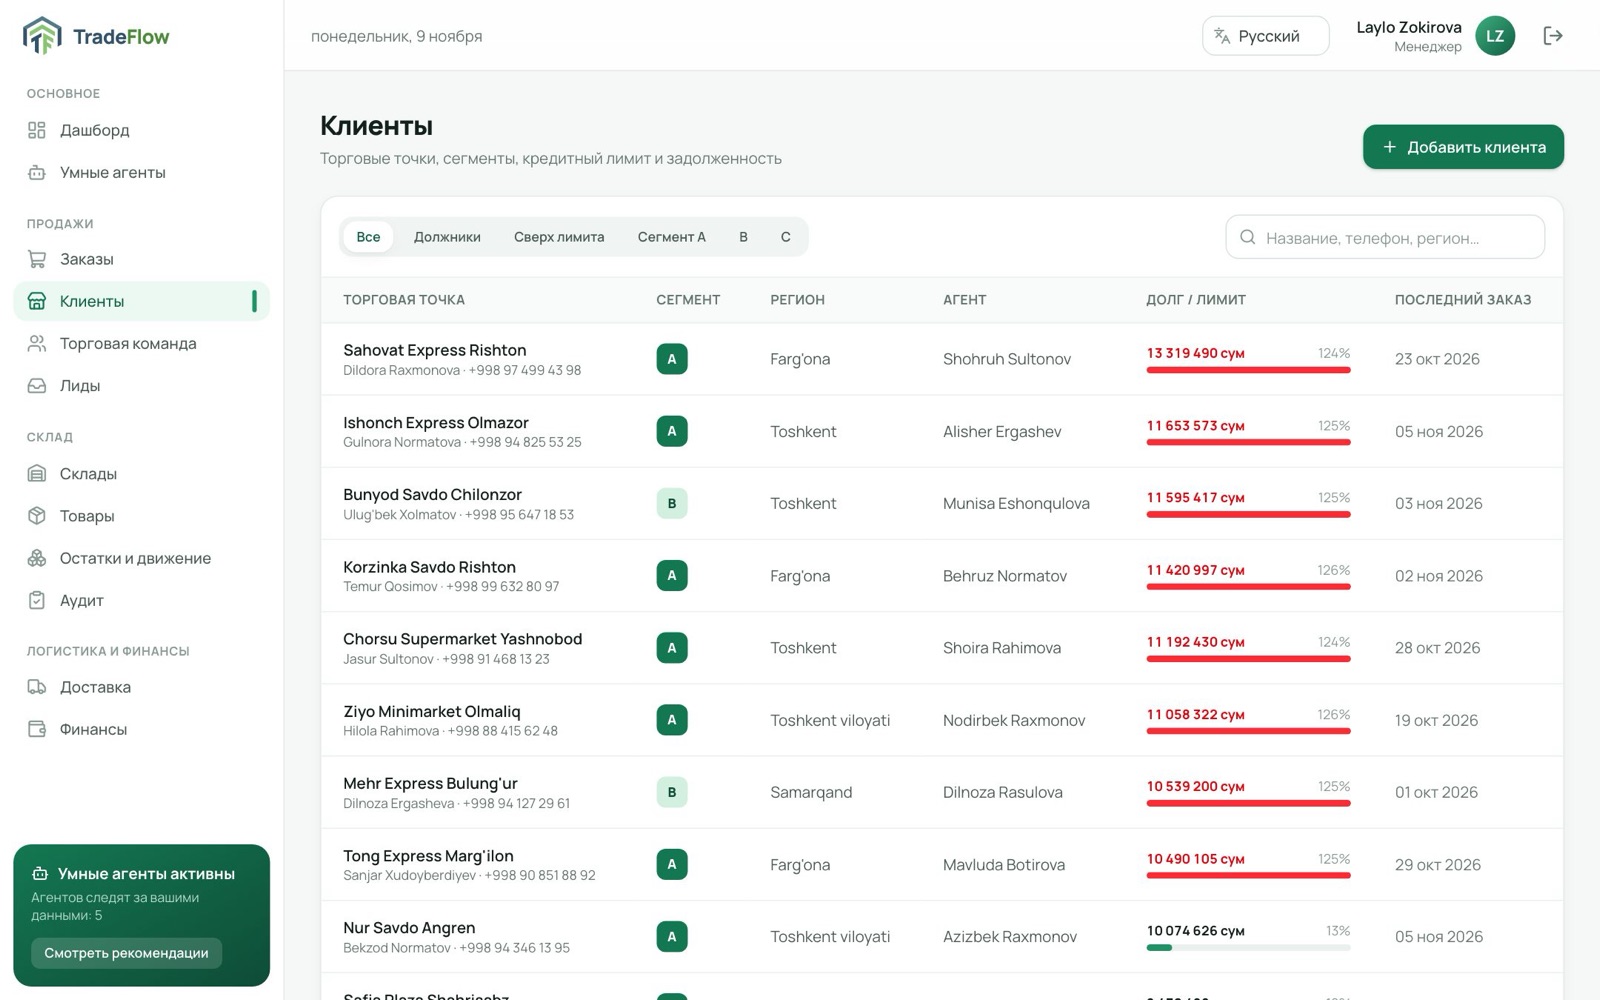 TradeFlow
понедельник, 9 ноября
Русский
Laylo Zokirova
Менеджер
LZ
ОСНОВНОЕ
Дашборд
Умные агенты
ПРОДАЖИ
Заказы
Клиенты
Торговая команда
Лиды
СКЛАД
Склады
Товары
Остатки и движение
Аудит
ЛОГИСТИКА И ФИНАНСЫ
Доставка
Финансы
Умные агенты активны
Агентов следят за вашими
данными: 5
Смотреть рекомендации
Клиенты
Торговые точки, сегменты, кредитный лимит и задолженность
+ Добавить клиента
Все Должники Сверх лимита Сегмент A B C
Название, телефон, регион...
ТОРГОВАЯ ТОЧКА СЕГМЕНТ РЕГИОН АГЕНТ ДОЛГ / ЛИМИТ ПОСЛЕДНИЙ ЗАКАЗ
Sahovat Express Rishton A Farg'ona Shohruh Sultonov 13 319 490 сум 124% 23 окт 2026
Dildora Raxmonova · +998 97 499 43 98
Ishonch Express Olmazor A Toshkent Alisher Ergashev 11 653 573 сум 125% 05 ноя 2026
Gulnora Normatova · +998 94 825 53 25
Bunyod Savdo Chilonzor B Toshkent Munisa Eshonqulova 11 595 417 сум 125% 03 ноя 2026
Ulug'bek Xolmatov · +998 95 647 18 53
Korzinka Savdo Rishton A Farg'ona Behruz Normatov 11 420 997 сум 126% 02 ноя 2026
Temur Qosimov · +998 99 632 80 97
Chorsu Supermarket Yashnobod A Toshkent Shoira Rahimova 11 192 430 сум 124% 28 окт 2026
Jasur Sultonov · +998 91 468 13 23
Ziyo Minimarket Olmaliq A Toshkent viloyati Nodirbek Raxmonov 11 058 322 сум 126% 19 окт 2026
Hilola Rahimova · +998 88 415 62 48
Mehr Express Bulung'ur B Samarqand Dilnoza Rasulova 10 539 200 сум 125% 01 окт 2026
Dilnoza Ergasheva · +998 94 127 29 61
Tong Express Marg'ilon A Farg'ona Mavluda Botirova 10 490 105 сум 125% 29 окт 2026
Sanjar Xudoyberdiyev · +998 90 851 88 92
Nur Savdo Angren A Toshkent viloyati Azizbek Raxmonov 10 074 626 сум 13% 05 ноя 2026
Bekzod Normatov · +998 94 346 13 95